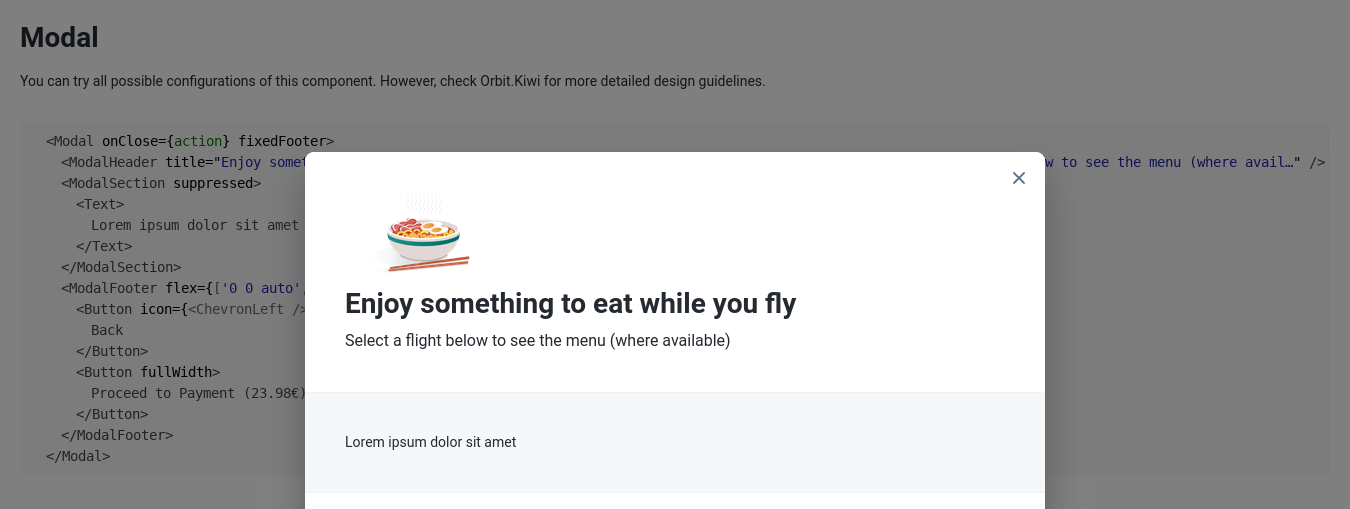 Modal
You can try all possible configurations of this component. However, check Orbit.Kiwi for more detailed design guidelines.
<Modal onClose={action} fixedFooter>
<ModalHeader title="Enjoy some w to see the menu (where avail…" />
<ModalSection suppressed>
<Text>
Lorem ipsum dolor sit amet
</Text>
</ModalSection>
<ModalFooter flex={['0 0 auto'
<Button icon={<ChevronLeft />
Back
</Button>
<Button fullWidth>
Proceed to Payment (23.98€)
</Button>
</ModalFooter>
</Modal>
Enjoy something to eat while you fly
Select a flight below to see the menu (where available)
Lorem ipsum dolor sit amet